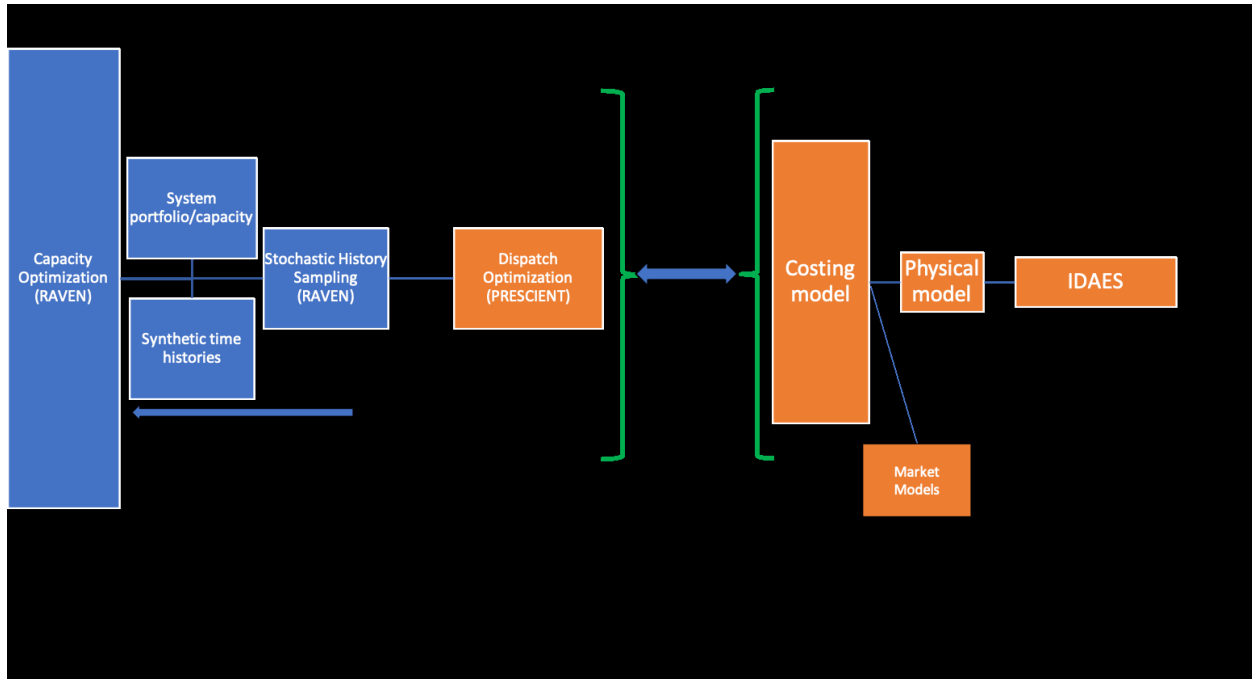 System
portfolio/capacity
Capacity
Optimization
(RAVEN)
Stochastic History
Sampling
(RAVEN)
Synthetic time
histories
Dispatch
Optimization
(PRESCIENT)
Costing
model
Physical
model
IDAES
Market
Models